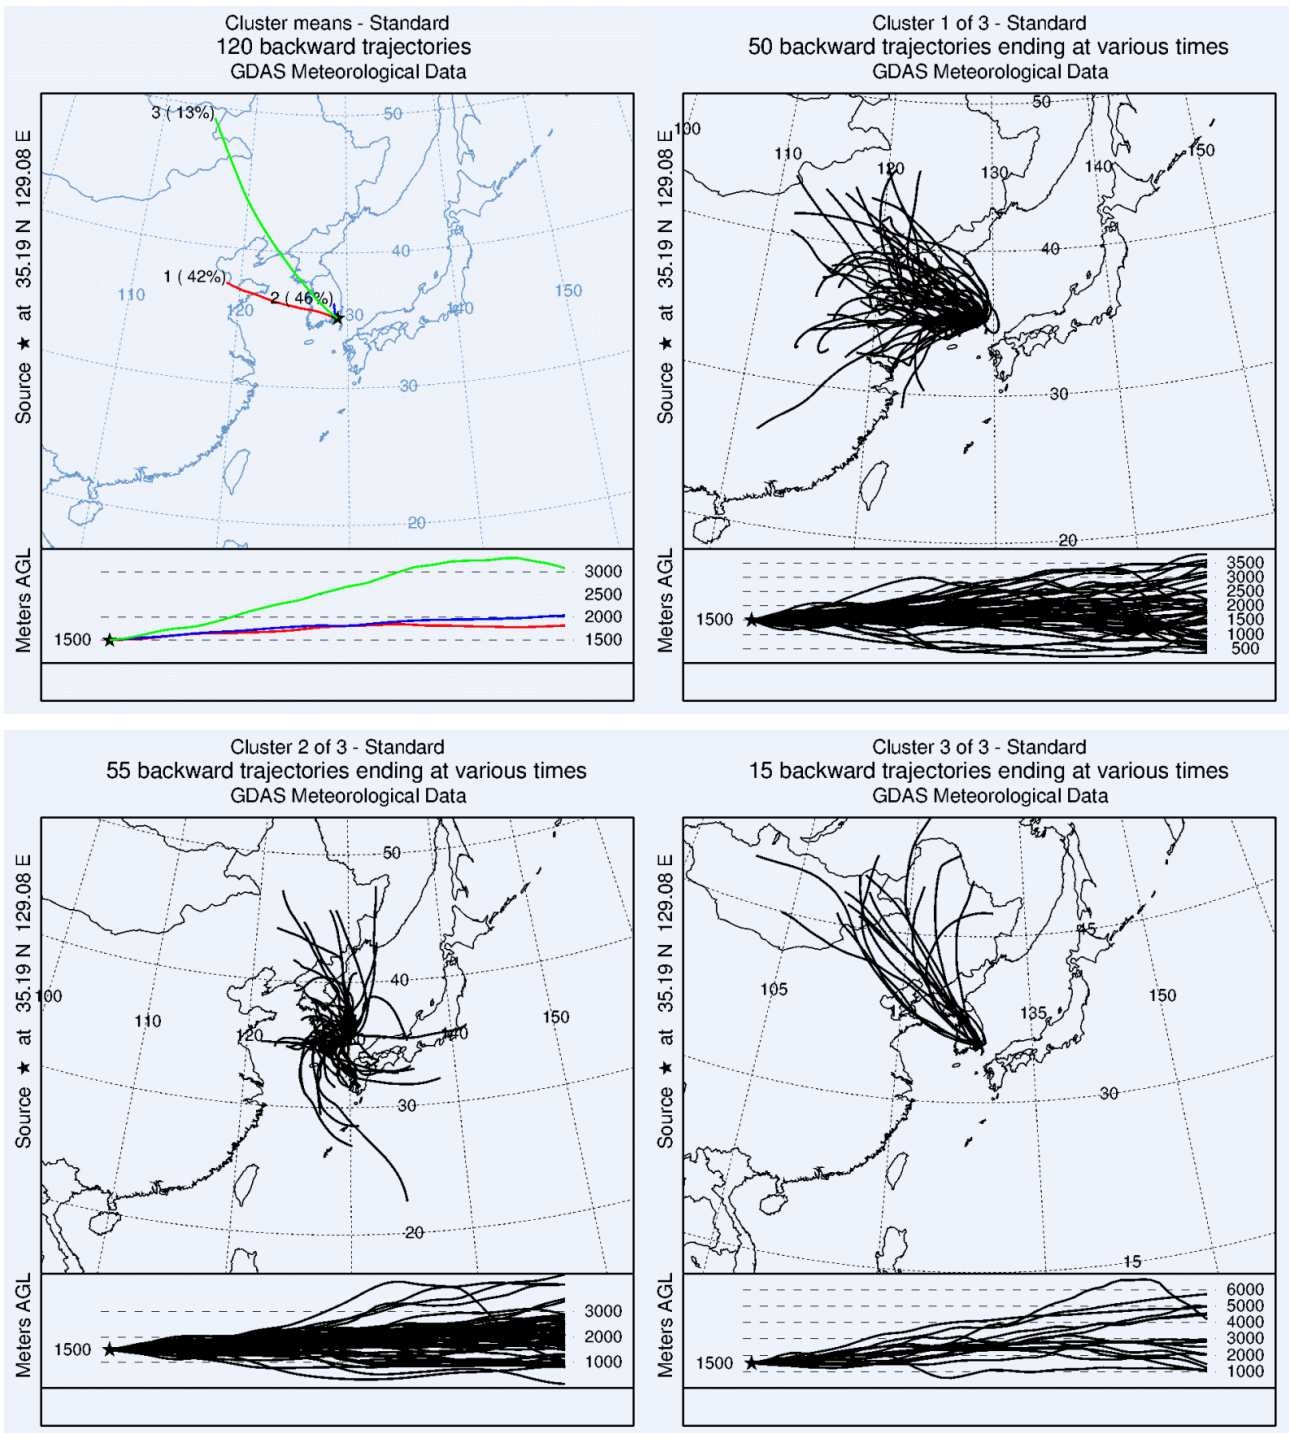 Cluster means - Standard
120 backward trajectories
GDAS Meteorological Data
Source ★ at 35.19 N 129.08 E
3 ( 13%)
50
40
1 ( 42%)
2 ( 46%)
110
120
30
140
150
30
20
Meters AGL
1500
3000
2500
2000
1500
Cluster 1 of 3 - Standard
50 backward trajectories ending at various times
GDAS Meteorological Data
Source ★ at 35.19 N 129.08 E
100
110
120
130
140
150
50
40
30
20
Meters AGL
1500
3500
3000
2500
2000
1500
1000
500
Cluster 2 of 3 - Standard
55 backward trajectories ending at various times
GDAS Meteorological Data
Source ★ at 35.19 N 129.08 E
50
40
100
110
120
140
150
30
20
Meters AGL
1500
3000
2000
1000
Cluster 3 of 3 - Standard
15 backward trajectories ending at various times
GDAS Meteorological Data
Source ★ at 35.19 N 129.08 E
45
105
135
150
30
15
Meters AGL
1500
6000
5000
4000
3000
2000
1000